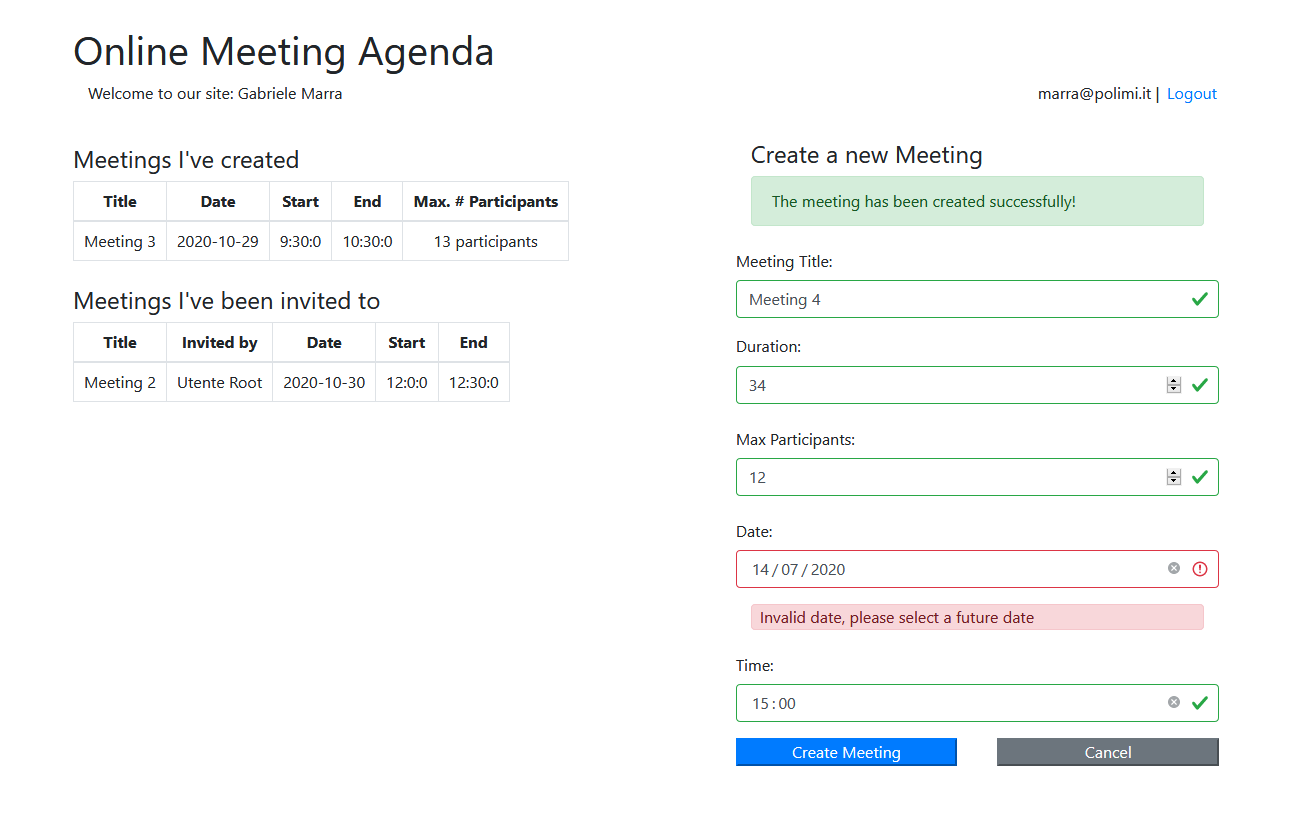 Online Meeting Agenda
Welcome to our site: Gabriele Marra
marra@polimi.it | Logout
Meetings I've created
Title Date Start End Max. # Participants
Meeting 3 2020-10-29 9:30:0 10:30:0 13 participants
Meetings I've been invited to
Title Invited by Date Start End
Meeting 2 Utente Root 2020-10-30 12:0:0 12:30:0
Create a new Meeting
The meeting has been created successfully!
Meeting Title:
Meeting 4
Duration:
34
Max Participants:
12
Date:
14 / 07 / 2020
Invalid date, please select a future date
Time:
15 : 00
Create Meeting
Cancel